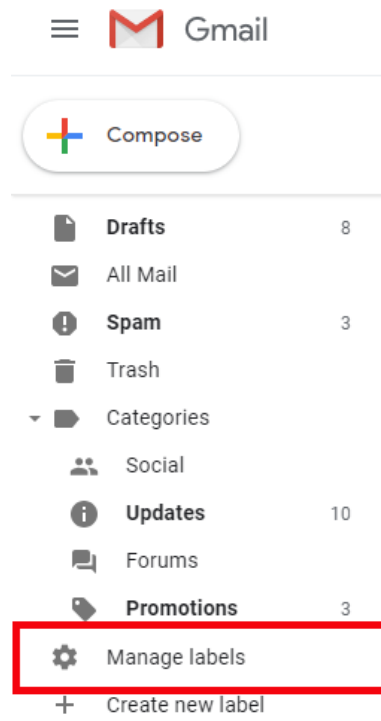 Gmail
Compose
Drafts 8
All Mail
Spam 3
Trash
Categories
Social
Updates 10
Forums
Promotions 3
Manage labels
Create new label